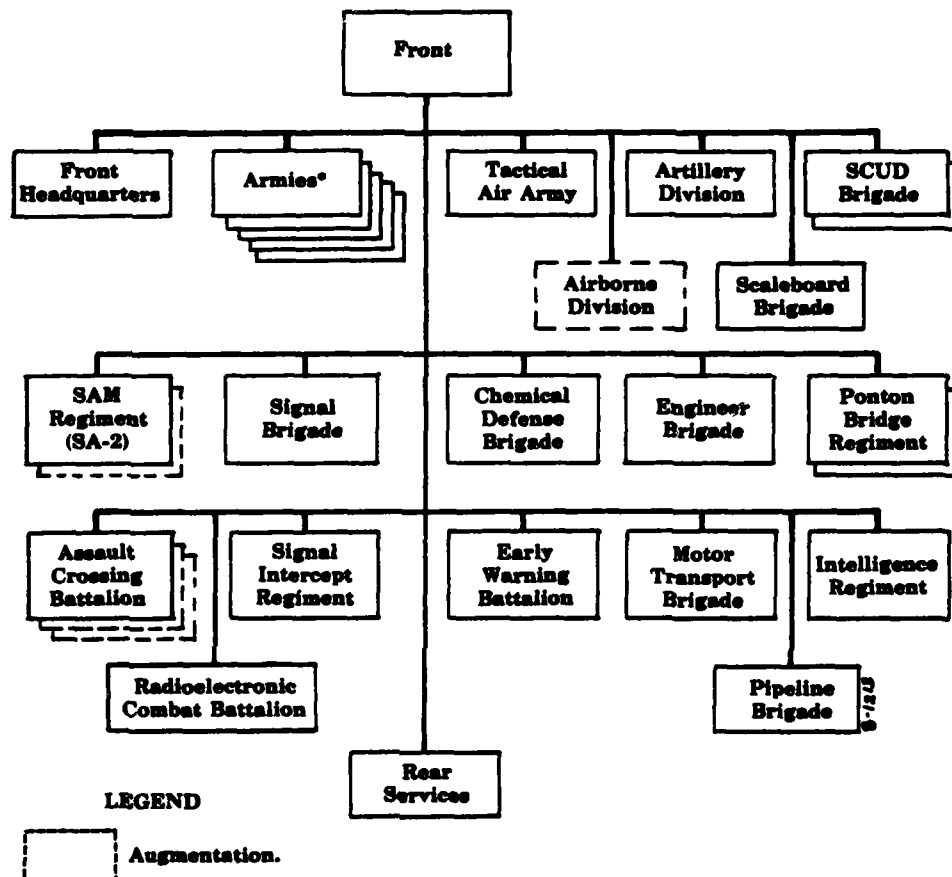 Front
Front
Headquarters
Armies*
Tactical
Air Army
Artillery
Division
SCUD
Brigade
Airborne
Division
Scaleboard
Brigade
SAM
Regiment
(SA-2)
Signal
Brigade
Chemical
Defense
Brigade
Engineer
Brigade
Ponton
Bridge
Regiment
Assault
Crossing
Battalion
Signal
Intercept
Regiment
Early
Warning
Battalion
Motor
Transport
Brigade
Intelligence
Regiment
Radioelectronic
Combat Battalion
Pipeline
Brigade
Rear
Services
LEGEND
Augmentation.